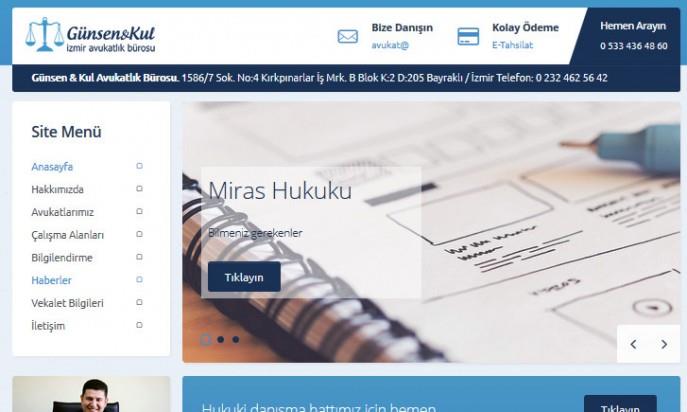 Günsen&Kul
izmir avukatlık bürosu
Bize Danışın
avukat@
Kolay Ödeme
E-Tahsilat
Hemen Arayın
0 533 436 48 60
Günsen & Kul Avukatlık Bürosu. 1586/7 Sok. No:4 Kırkpınarlar İş Mrk. B Blok K:2 D:205 Bayraklı / İzmir Telefon: 0 232 462 56 42
Site Menü
Anasayfa
Hakkımızda
Avukatlarımız
Çalışma Alanları
Bilgilendirme
Haberler
Vekalet Bilgileri
İletişim
Miras Hukuku
Bilmeniz gerekenler
Tıklayın
Hukuki danışma hattımız için hemen
Tıklayın